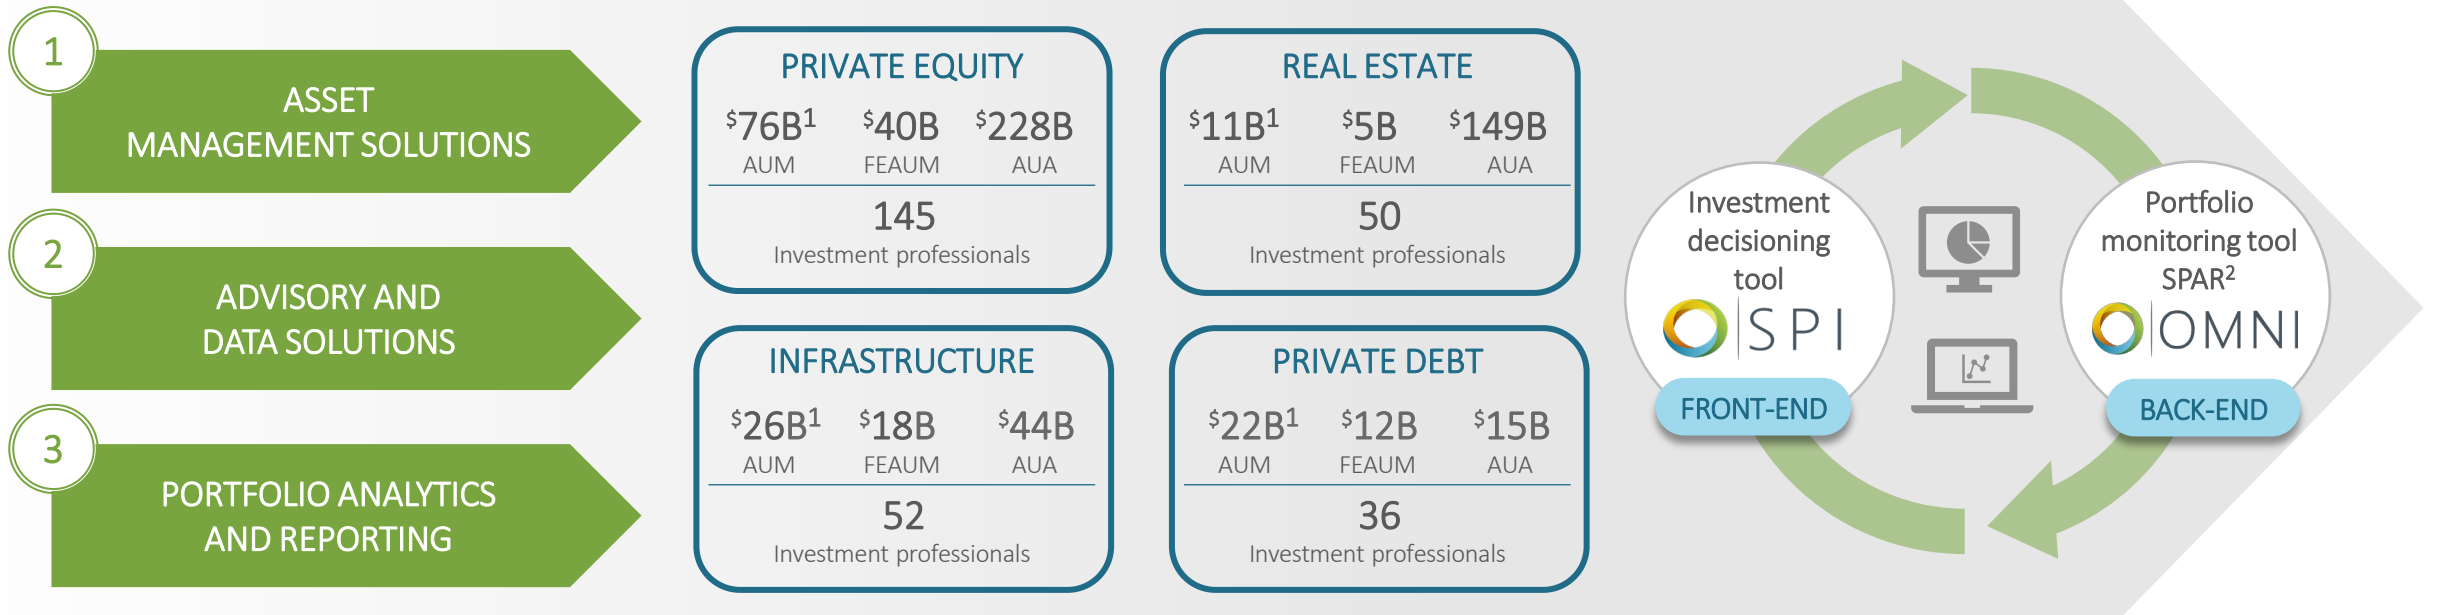 1
ASSET
MANAGEMENT SOLUTIONS
2
ADVISORY AND
DATA SOLUTIONS
3
PORTFOLIO ANALYTICS
AND REPORTING
PRIVATE EQUITY
$76B¹ $40B $228B
AUM FEAUM AUA
145
Investment professionals
REAL ESTATE
$11B¹ $5B $149B
AUM FEAUM AUA
50
Investment professionals
INFRASTRUCTURE
$26B¹ $18B $44B
AUM FEAUM AUA
52
Investment professionals
PRIVATE DEBT
$22B¹ $12B $15B
AUM FEAUM AUA
36
Investment professionals
Investment
decisioning
tool
SPI
FRONT-END
Portfolio
monitoring tool
SPAR²
OMNI
BACK-END